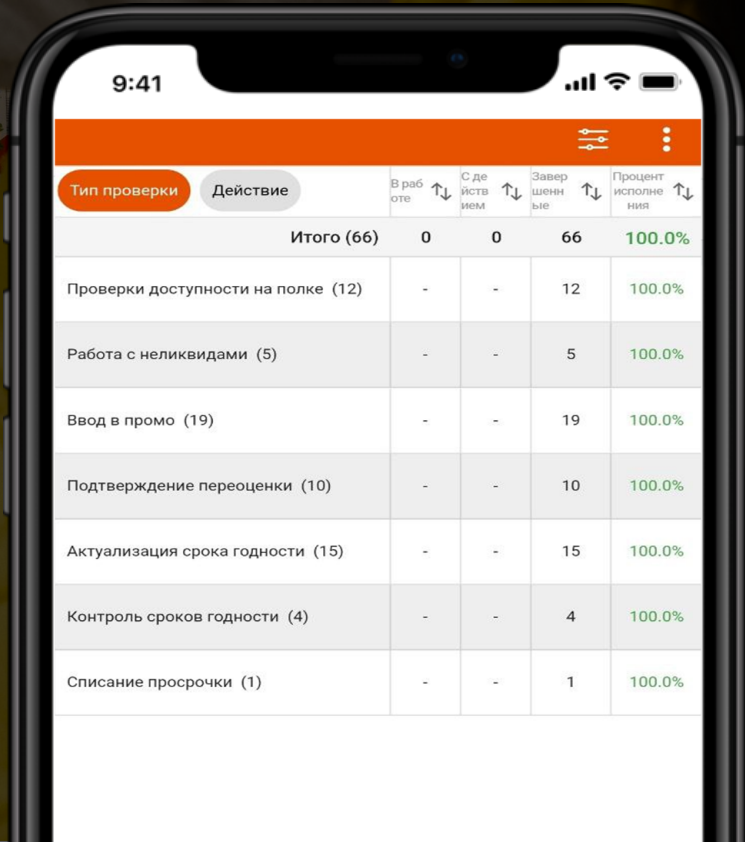 9:41
Тип проверки Действие В раб оте С де йств ием Завер шенн ые Процент исполне ния
Итого (66) 0 0 66 100.0%
Проверки доступности на полке (12) - - 12 100.0%
Работа с неликвидами (5) - - 5 100.0%
Ввод в промо (19) - - 19 100.0%
Подтверждение переоценки (10) - - 10 100.0%
Актуализация срока годности (15) - - 15 100.0%
Контроль сроков годности (4) - - 4 100.0%
Списание просрочки (1) - - 1 100.0%